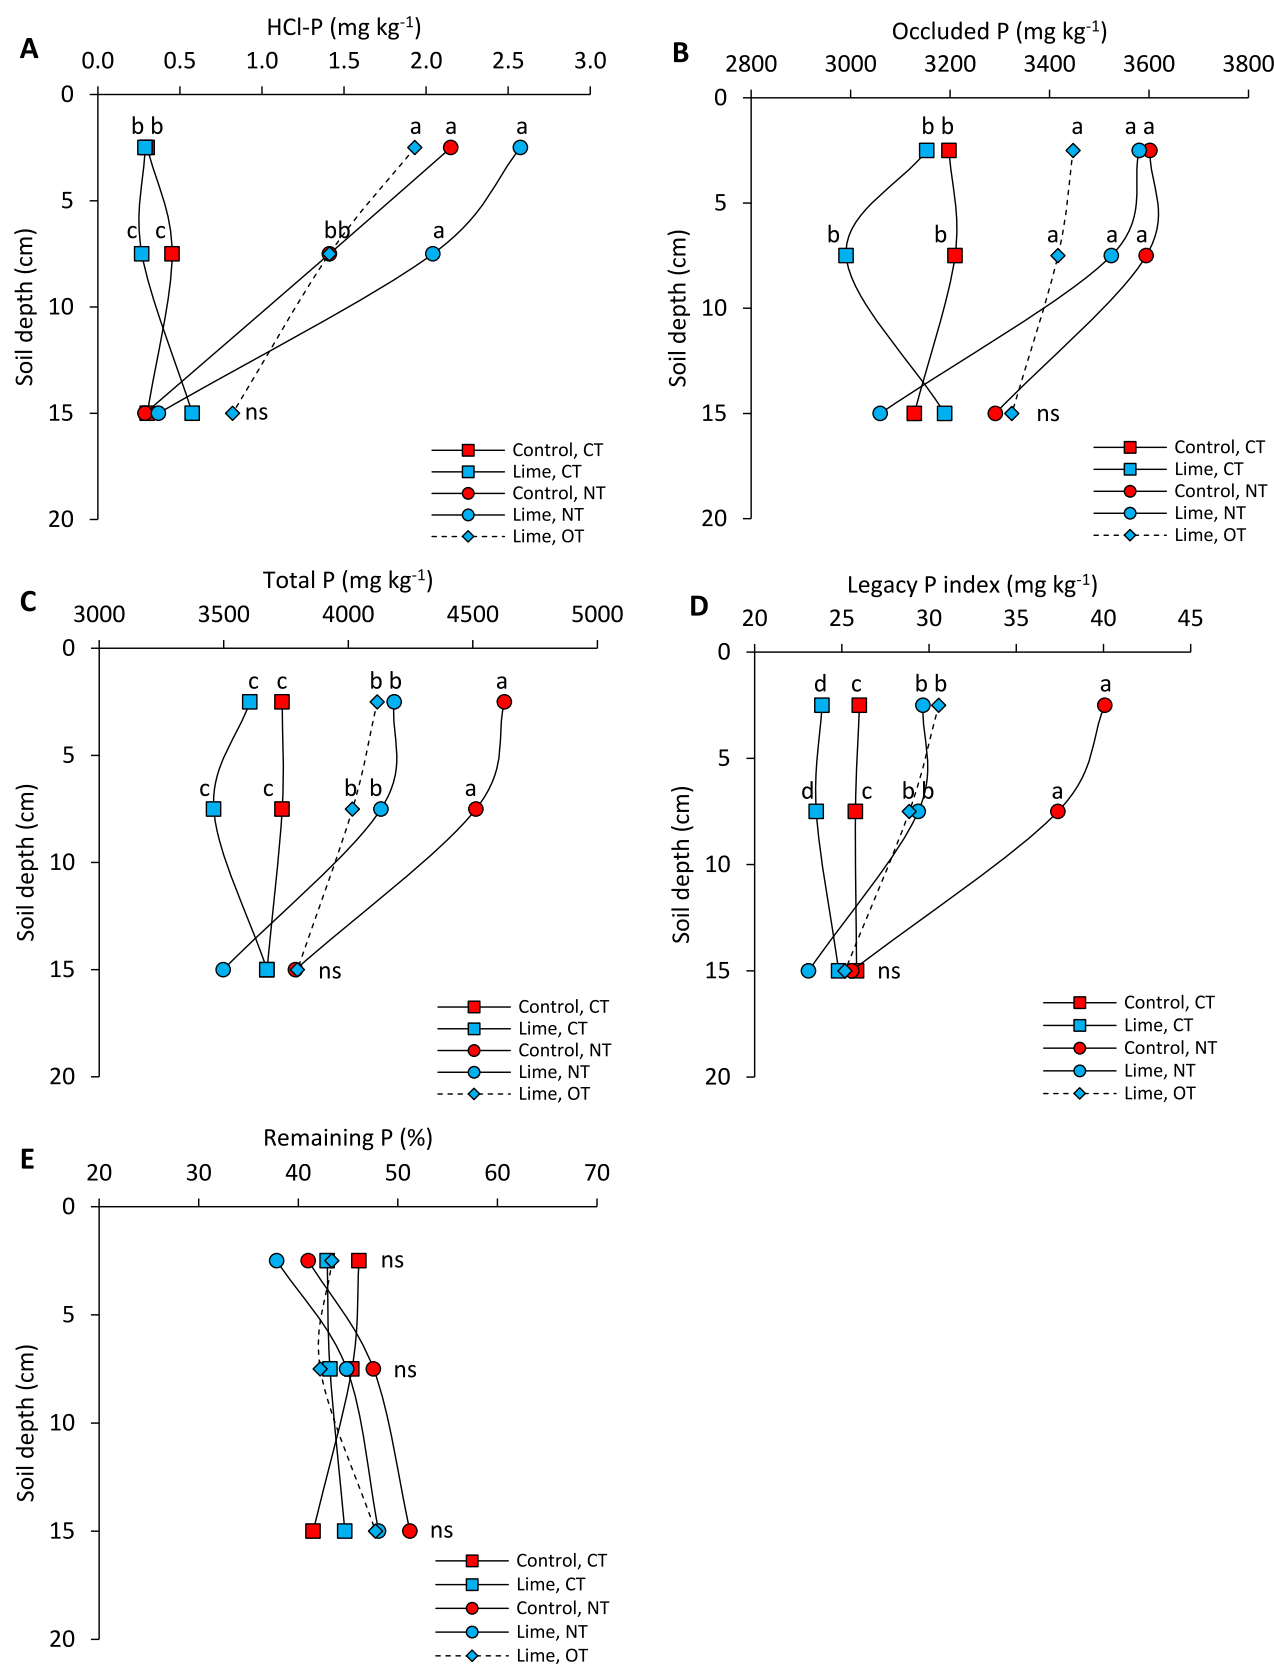 A
HCl-P (mg kg-1)
0.0 0.5 1.0 1.5 2.0 2.5 3.0
0
b b a a a
5
c c bb a
10
15
ns
20
Soil depth (cm)
Control, CT
Lime, CT
Control, NT
Lime, NT
Lime, OT
B
Occluded P (mg kg-1)
2800 3000 3200 3400 3600 3800
0
b b a a a
5
b b a a a
10
15
ns
20
Soil depth (cm)
Control, CT
Lime, CT
Control, NT
Lime, NT
Lime, OT
C
Total P (mg kg-1)
3000 3500 4000 4500 5000
0
c c b b a
5
c c b b a
10
15
ns
20
Soil depth (cm)
Control, CT
Lime, CT
Control, NT
Lime, NT
Lime, OT
D
Legacy P index (mg kg-1)
20 25 30 35 40 45
0
d c b b a
5
d c b b a
10
15
ns
20
Soil depth (cm)
Control, CT
Lime, CT
Control, NT
Lime, NT
Lime, OT
E
Remaining P (%)
20 30 40 50 60 70
0
ns
5
ns
10
15
ns
20
Soil depth (cm)
Control, CT
Lime, CT
Control, NT
Lime, NT
Lime, OT